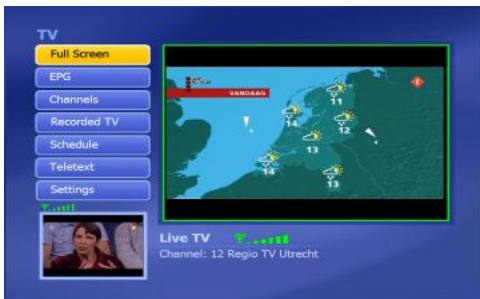 TV
Full Screen
EPG
Channels
Recorded TV
Schedule
Teletext
Settings
VANDAAG
11
14
12
13
14
13
Live TV
Channel: 12 Regio TV Utrecht